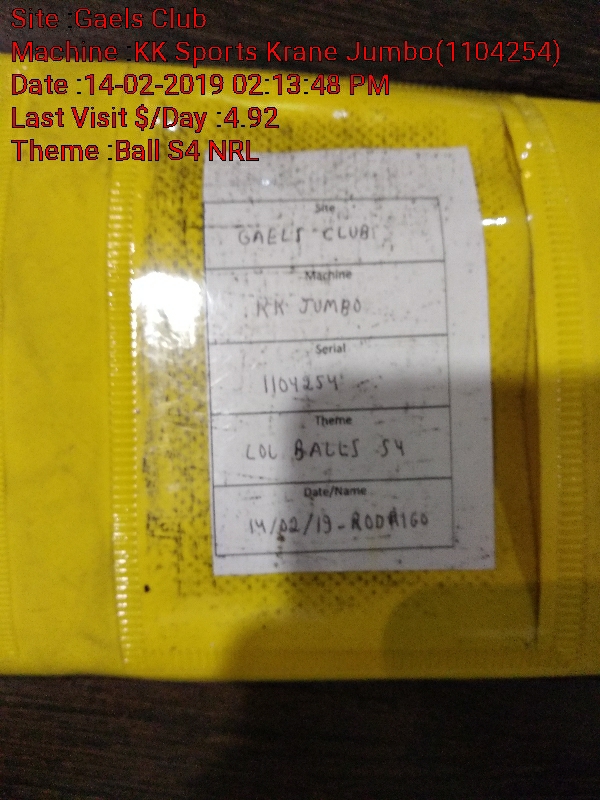 Site :Gaels Club
Machine :KK Sports Krane Jumbo(1104254)
Date :14-02-2019 02:13:48 PM
Last Visit $/Day :4.92
Theme :Ball S4 NRL
Site
GAELS CLUB
Machine
KK JUMBO
Serial
1104254
Theme
LOL BALLS S4
Date/Name
14/02/19-RODRIGO